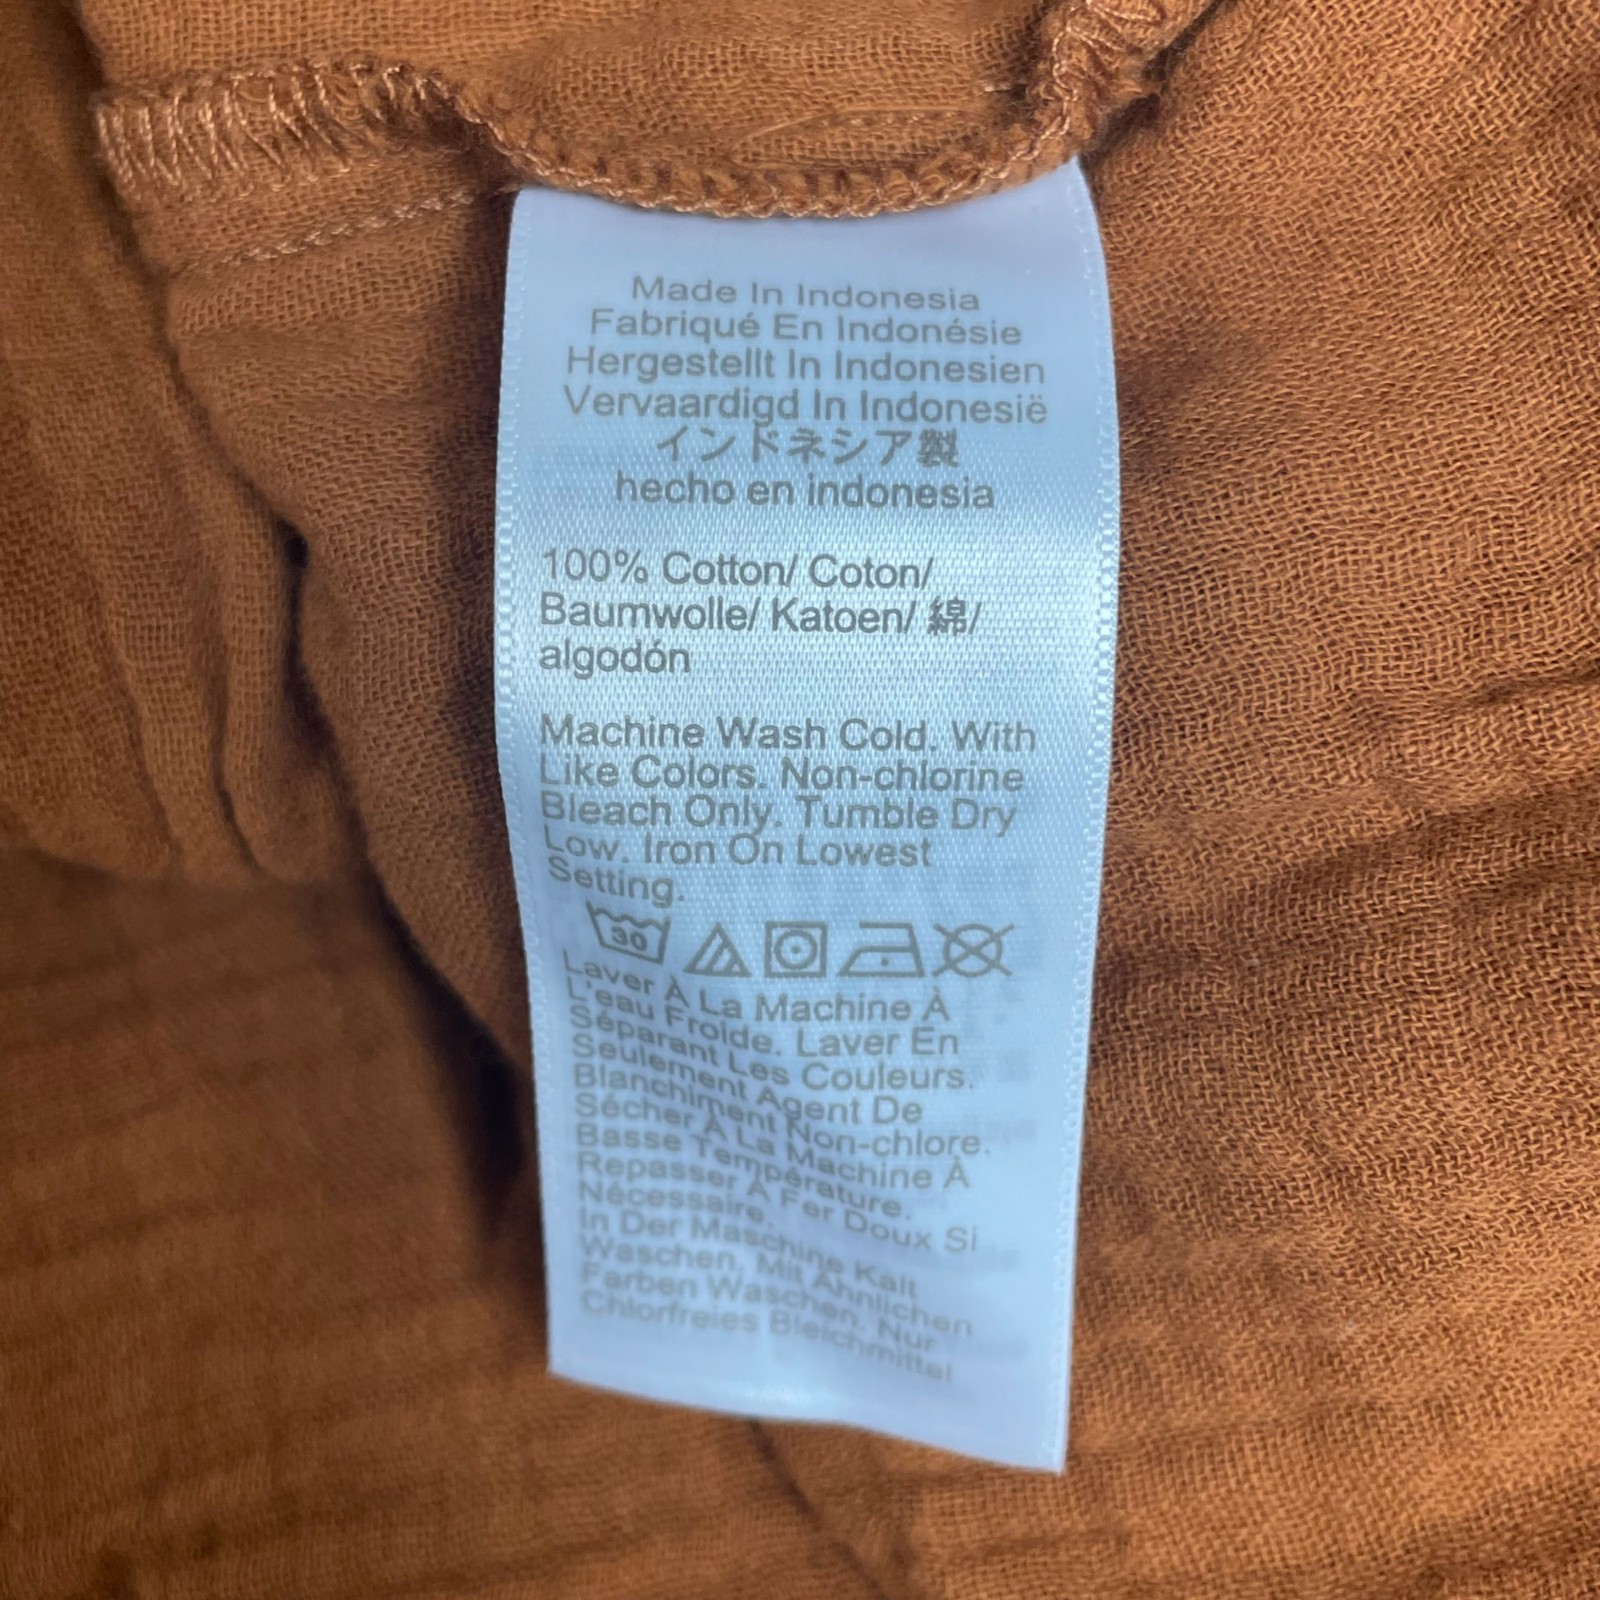 Made In Indonesia
Fabriqué En Indonésie
Hergestellt In Indonesien
Vervaardigd In Indonesië
インドネシア製
hecho en indonesia
100% Cotton/ Coton/
Baumwolle/ Katoen/ 綿/
algodón
Machine Wash Cold. With
Like Colors. Non-chlorine
Bleach Only. Tumble Dry
Low. Iron On Lowest
Setting.
30
Laver À La Machine À
L'eau Froide. Laver En
Séparant Les Couleurs.
Seulement Agent De
Blanchiment Non-chlore.
Sécher À La Machine À
Basse Température.
Repasser À Fer Doux Si
Nécessaire.
In Der Maschine Kalt
Waschen. Mit Ähnlichen
Farben Waschen. Nur
Chlorfreies Bleichmittel